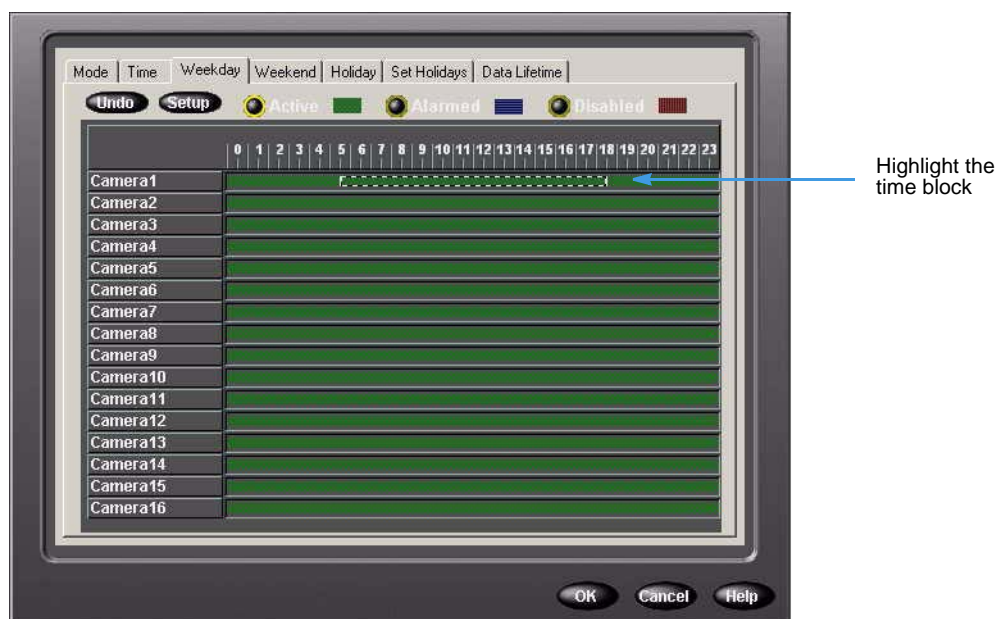 Mode Time Weekday Weekend Holiday Set Holidays Data Lifetime
Undo Setup Active Alarmed Disabled
0 1 2 3 4 5 6 7 8 9 10 11 12 13 14 15 16 17 18 19 20 21 22 23
Camera1
Camera2
Camera3
Camera4
Camera5
Camera6
Camera7
Camera8
Camera9
Camera10
Camera11
Camera12
Camera13
Camera14
Camera15
Camera16
Highlight the
time block
OK Cancel Help